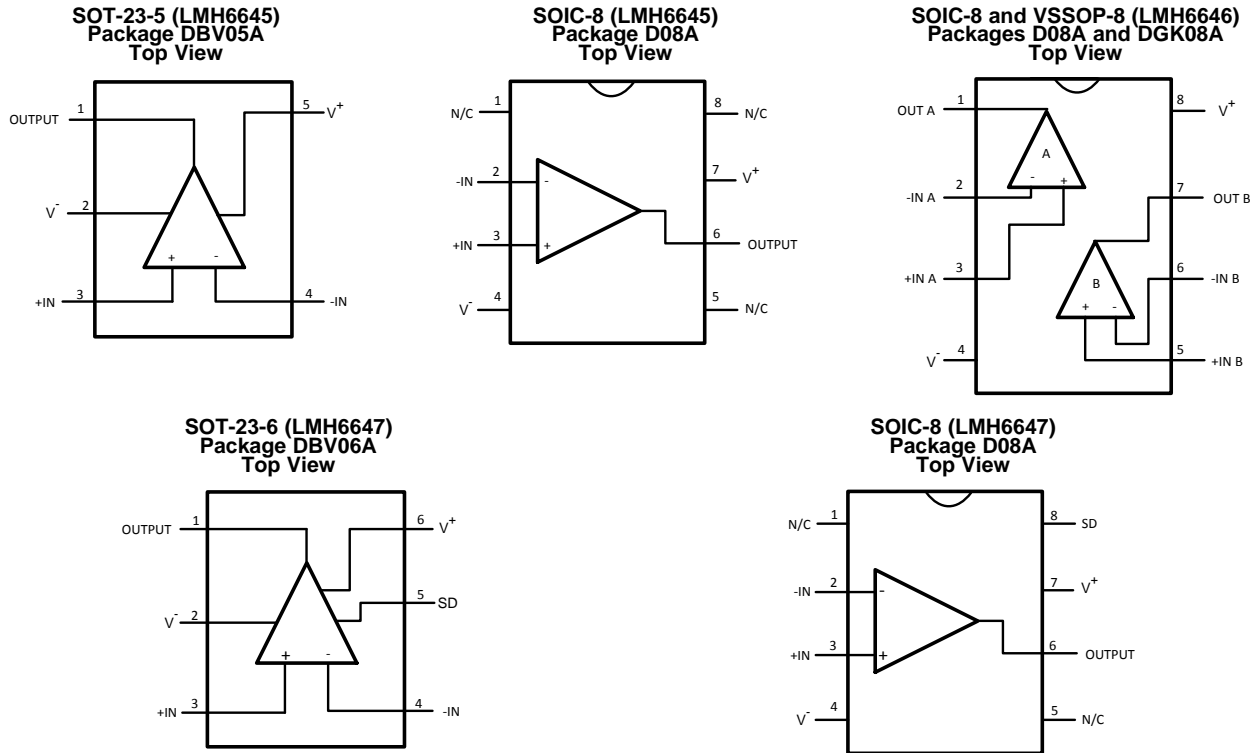 SOT-23-5 (LMH6645)
Package DBV05A
Top View
OUTPUT 1
5 V+
V- 2
+ -
+IN 3
4 -IN
SOIC-8 (LMH6645)
Package D08A
Top View
N/C 1
8 N/C
-IN 2 -
7 V+
+IN 3 +
6 OUTPUT
V- 4
5 N/C
SOIC-8 and VSSOP-8 (LMH6646)
Packages D08A and DGK08A
Top View
OUT A 1
8 V+
A
- +
-IN A 2
7 OUT B
+IN A 3
6 -IN B
B
+ -
V- 4
5 +IN B
SOT-23-6 (LMH6647)
Package DBV06A
Top View
OUTPUT 1
6 V+
5 SD
V- 2
+ -
+IN 3
4 -IN
SOIC-8 (LMH6647)
Package D08A
Top View
N/C 1
8 SD
-IN 2 -
7 V+
+IN 3 +
6 OUTPUT
V- 4
5 N/C